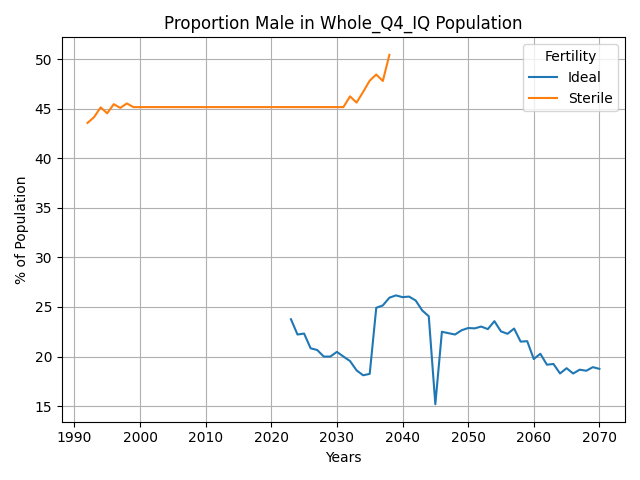 Proportion Male in Whole_Q4_IQ Population
% of Population
50
45
40
35
30
25
20
15
Fertility
Ideal
Sterile
1990 2000 2010 2020 2030 2040 2050 2060 2070
Years